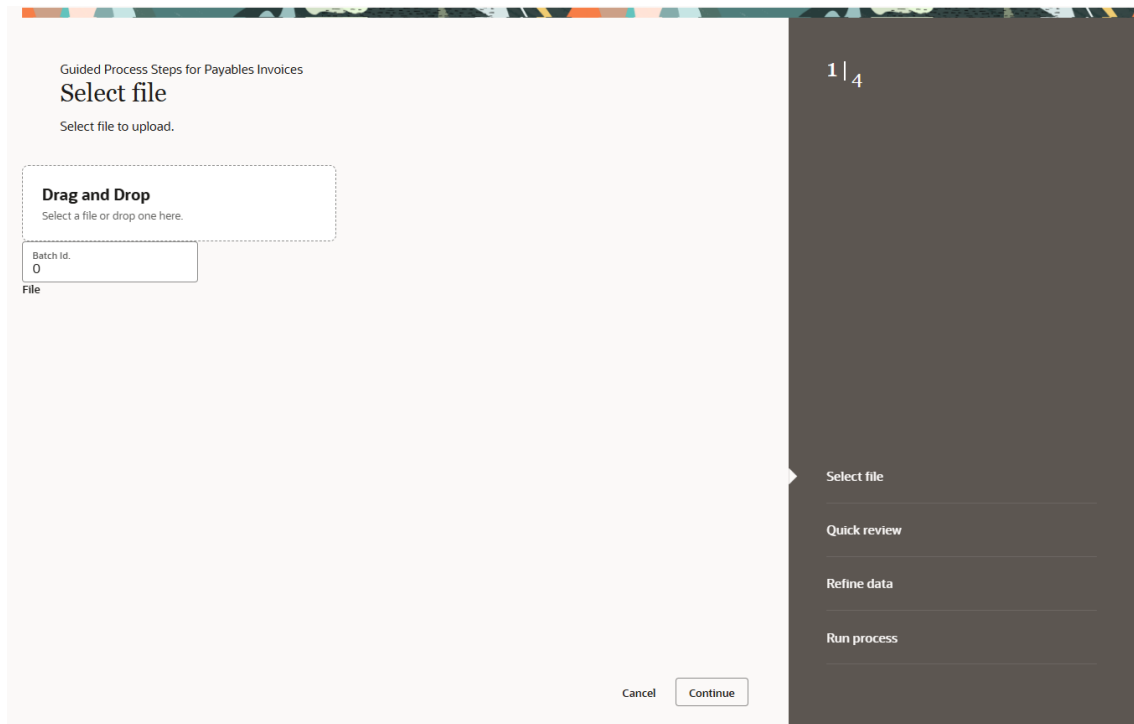 Guided Process Steps for Payables Invoices
Select file
Select file to upload.
Drag and Drop
Select a file or drop one here.
Batch Id.
0
File
Cancel
Continue
1 | 4
Select file
Quick review
Refine data
Run process